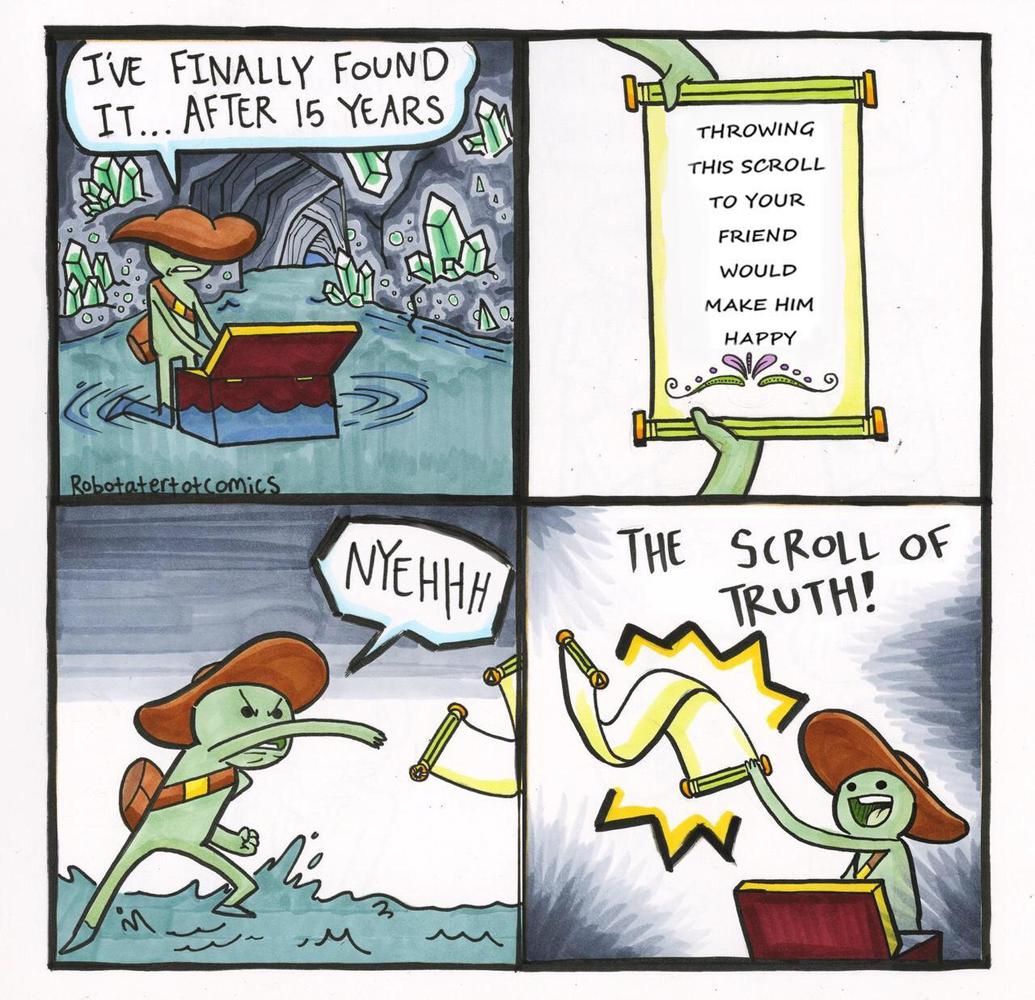 I'VE FINALLY FOUND
IT... AFTER 15 YEARS
Robotatertotcomics
THROWING
THIS SCROLL
TO YOUR
FRIEND
WOULD
MAKE HIM
HAPPY
NYEHHH
THE SCROLL OF
TRUTH!